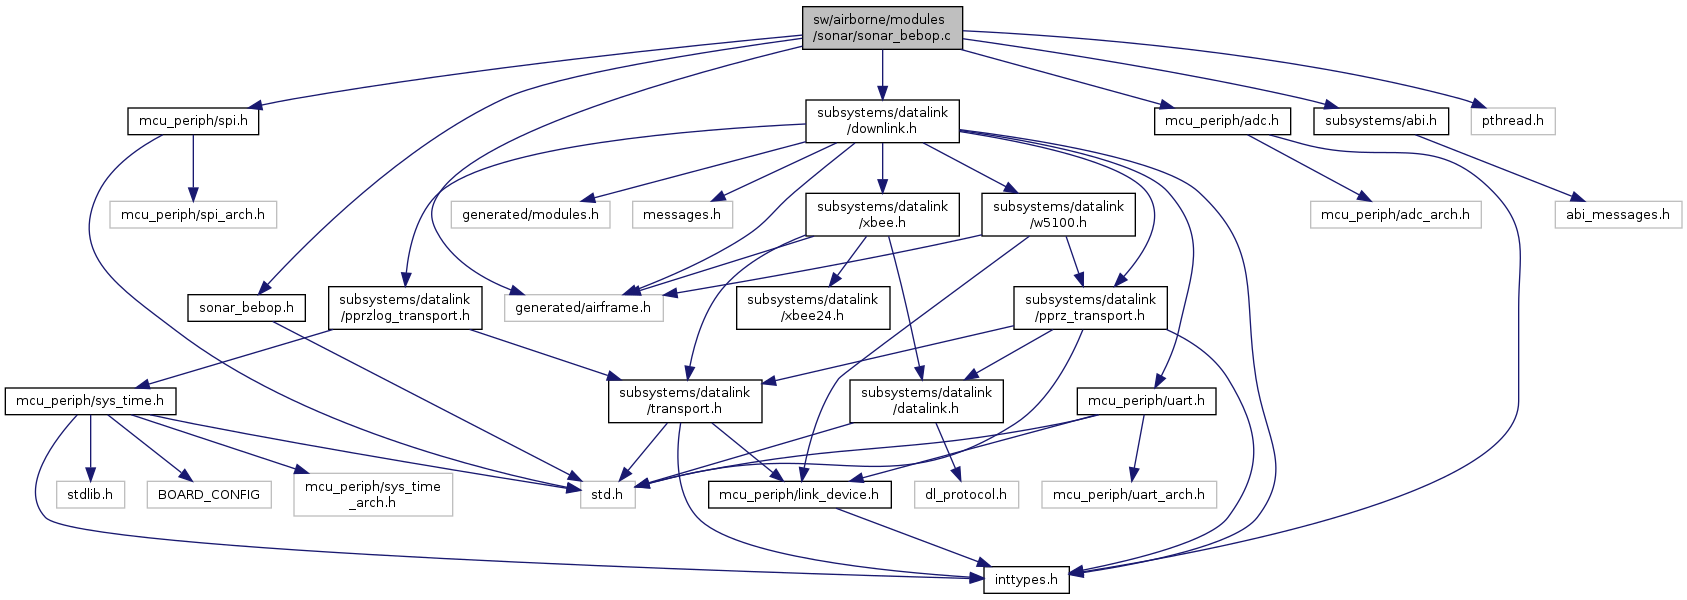 sw/airborne/modules
/sonar/sonar_bebop.c
mcu_periph/spi.h
subsystems/datalink
/downlink.h
mcu_periph/adc.h
subsystems/abi.h
pthread.h
mcu_periph/spi_arch.h
generated/modules.h
messages.h
subsystems/datalink
/xbee.h
subsystems/datalink
/w5100.h
mcu_periph/adc_arch.h
abi_messages.h
sonar_bebop.h
subsystems/datalink
/pprzlog_transport.h
generated/airframe.h
subsystems/datalink
/xbee24.h
subsystems/datalink
/pprz_transport.h
mcu_periph/sys_time.h
subsystems/datalink
/transport.h
subsystems/datalink
/datalink.h
mcu_periph/uart.h
stdlib.h
BOARD_CONFIG
mcu_periph/sys_time
_arch.h
std.h
mcu_periph/link_device.h
dl_protocol.h
mcu_periph/uart_arch.h
inttypes.h